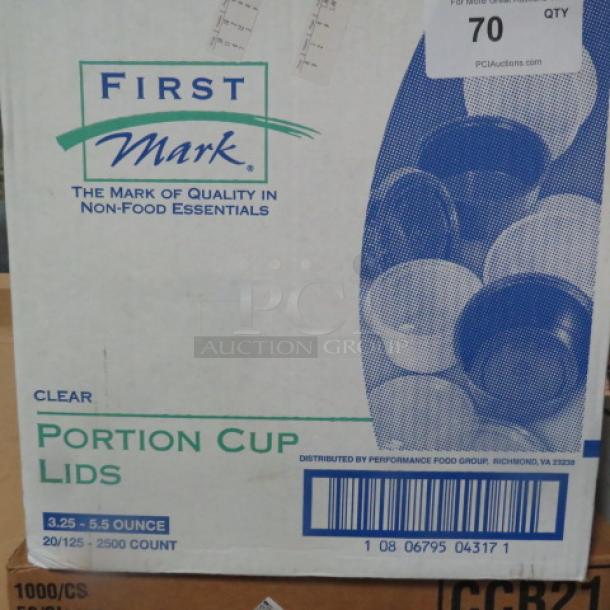 For More Great Auctions
70
QTY
PCIAuctions.com
FIRST
Mark®
THE MARK OF QUALITY IN
NON-FOOD ESSENTIALS
PCI
AUCTION GROUP
CLEAR
PORTION CUP
LIDS
DISTRIBUTED BY PERFORMANCE FOOD GROUP, RICHMOND, VA 23238
3.25 - 5.5 OUNCE
20/125 - 2500 COUNT
1 08 06795 04317 1
1000/CS
CCB21